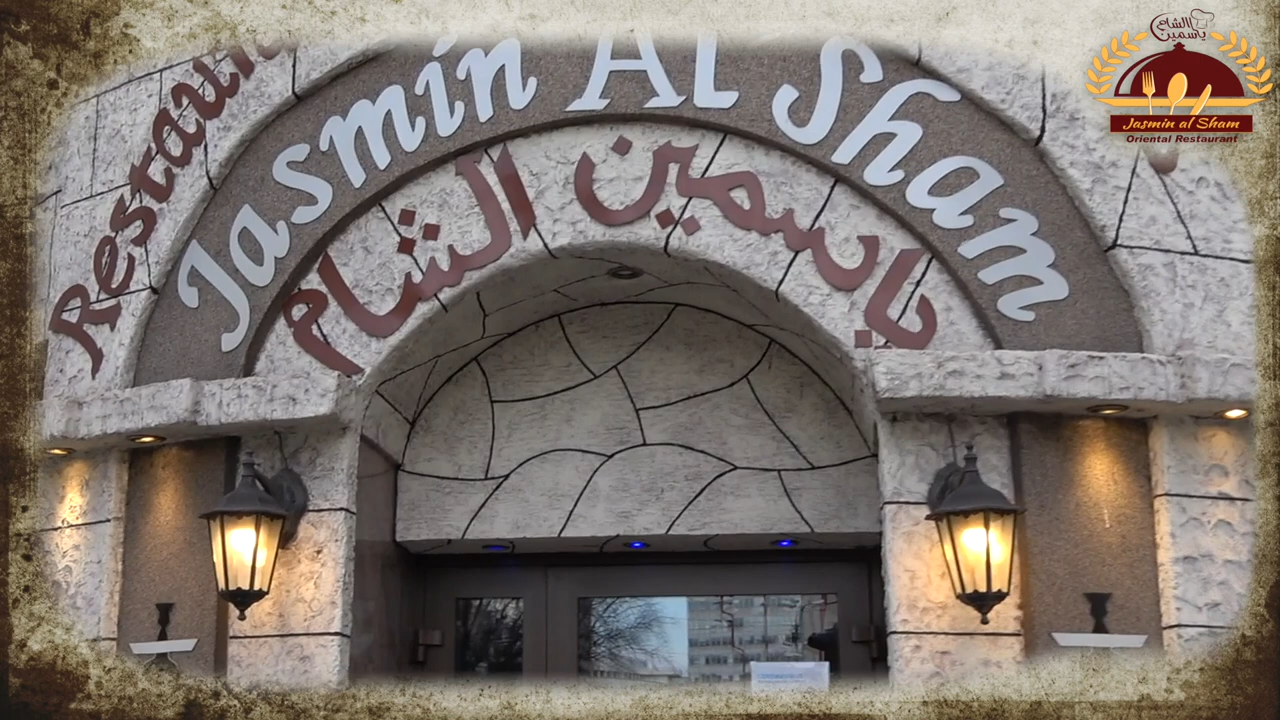 Restaurant
Jasmin Al Sham
ياسمين الشام
ياسمين الشام
Jasmin al Sham
Oriental Restaurant